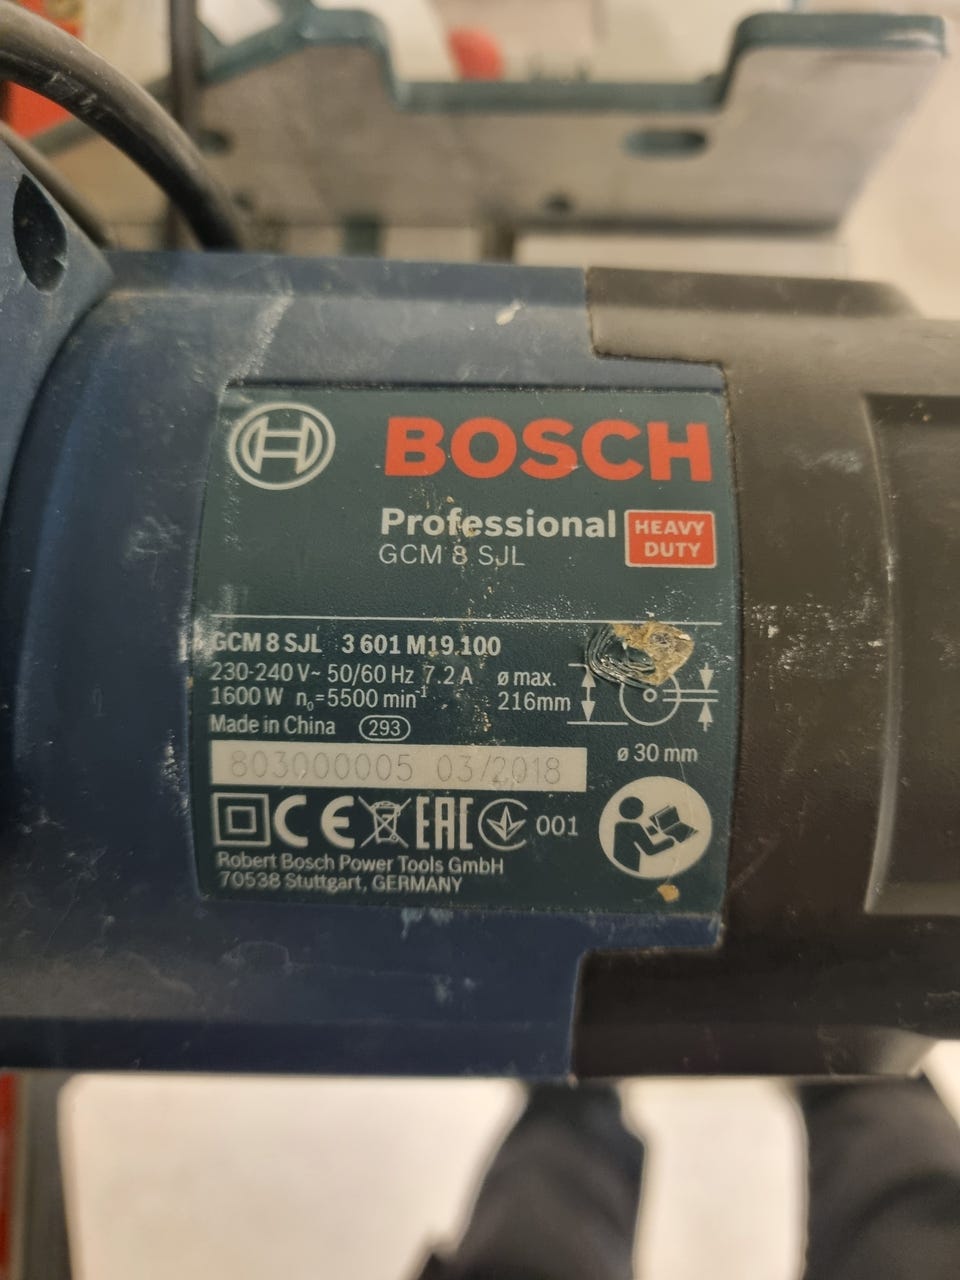 BOSCH
Professional
HEAVY DUTY
GCM 8 SJL
GCM 8 SJL 3 601 M19.100
230-240 V~ 50/60 Hz 7.2 A
1600 W n₀=5500 min⁻¹
ø max.
216mm
Made in China 293
ø 30 mm
803000005 03/2018
CE EAC 001
Robert Bosch Power Tools GmbH
70538 Stuttgart, GERMANY